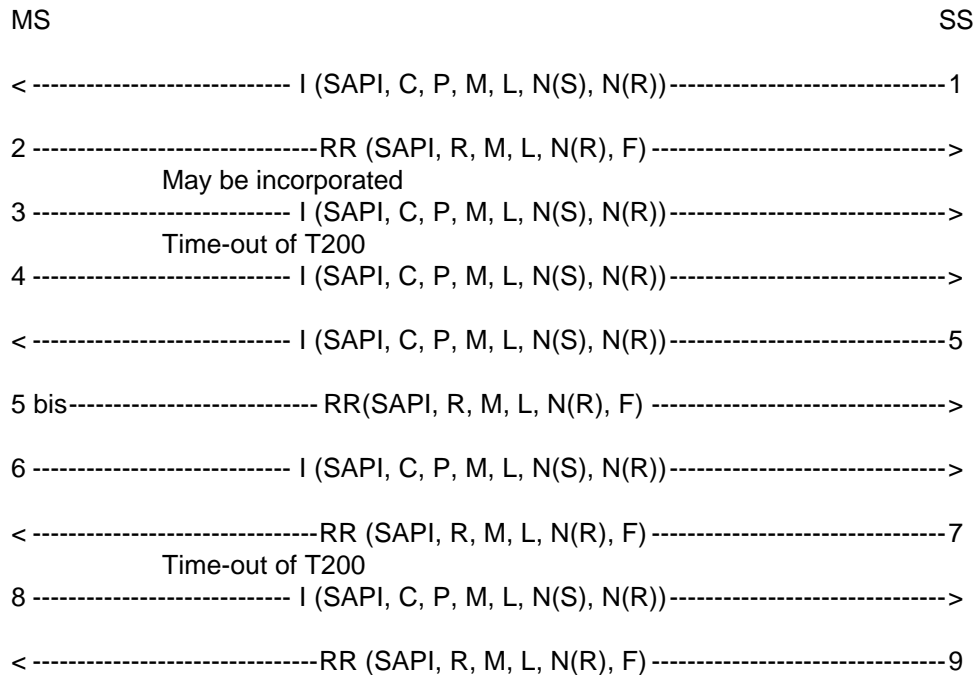 MS SS
< ----------------------------- I (SAPI, C, P, M, L, N(S), N(R))-------------------------------1
2 --------------------------------RR (SAPI, R, M, L, N(R), F) --------------------------------->
May be incorporated
3 ----------------------------- I (SAPI, C, P, M, L, N(S), N(R))------------------------------->
Time-out of T200
4 ----------------------------- I (SAPI, C, P, M, L, N(S), N(R))------------------------------->
< ----------------------------- I (SAPI, C, P, M, L, N(S), N(R))-------------------------------5
5 bis---------------------------- RR(SAPI, R, M, L, N(R), F) --------------------------------->
6 ----------------------------- I (SAPI, C, P, M, L, N(S), N(R))------------------------------->
< --------------------------------RR (SAPI, R, M, L, N(R), F) ---------------------------------7
Time-out of T200
8 ----------------------------- I (SAPI, C, P, M, L, N(S), N(R))------------------------------->
< --------------------------------RR (SAPI, R, M, L, N(R), F) ---------------------------------9